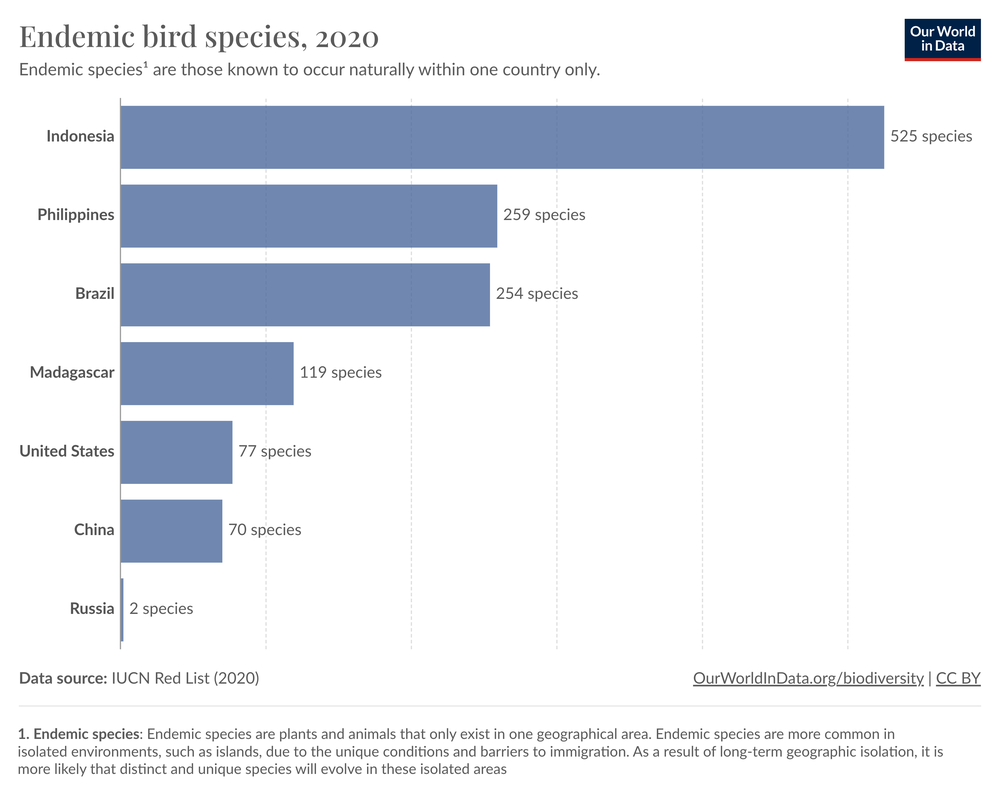 Endemic bird species, 2020
Our World
in Data
Endemic species¹ are those known to occur naturally within one country only.
Indonesia 525 species
Philippines 259 species
Brazil 254 species
Madagascar 119 species
United States 77 species
China 70 species
Russia 2 species
Data source: IUCN Red List (2020) OurWorldInData.org/biodiversity | CC BY
1. Endemic species: Endemic species are plants and animals that only exist in one geographical area. Endemic species are more common in
isolated environments, such as islands, due to the unique conditions and barriers to immigration. As a result of long-term geographic isolation, it is
more likely that distinct and unique species will evolve in these isolated areas